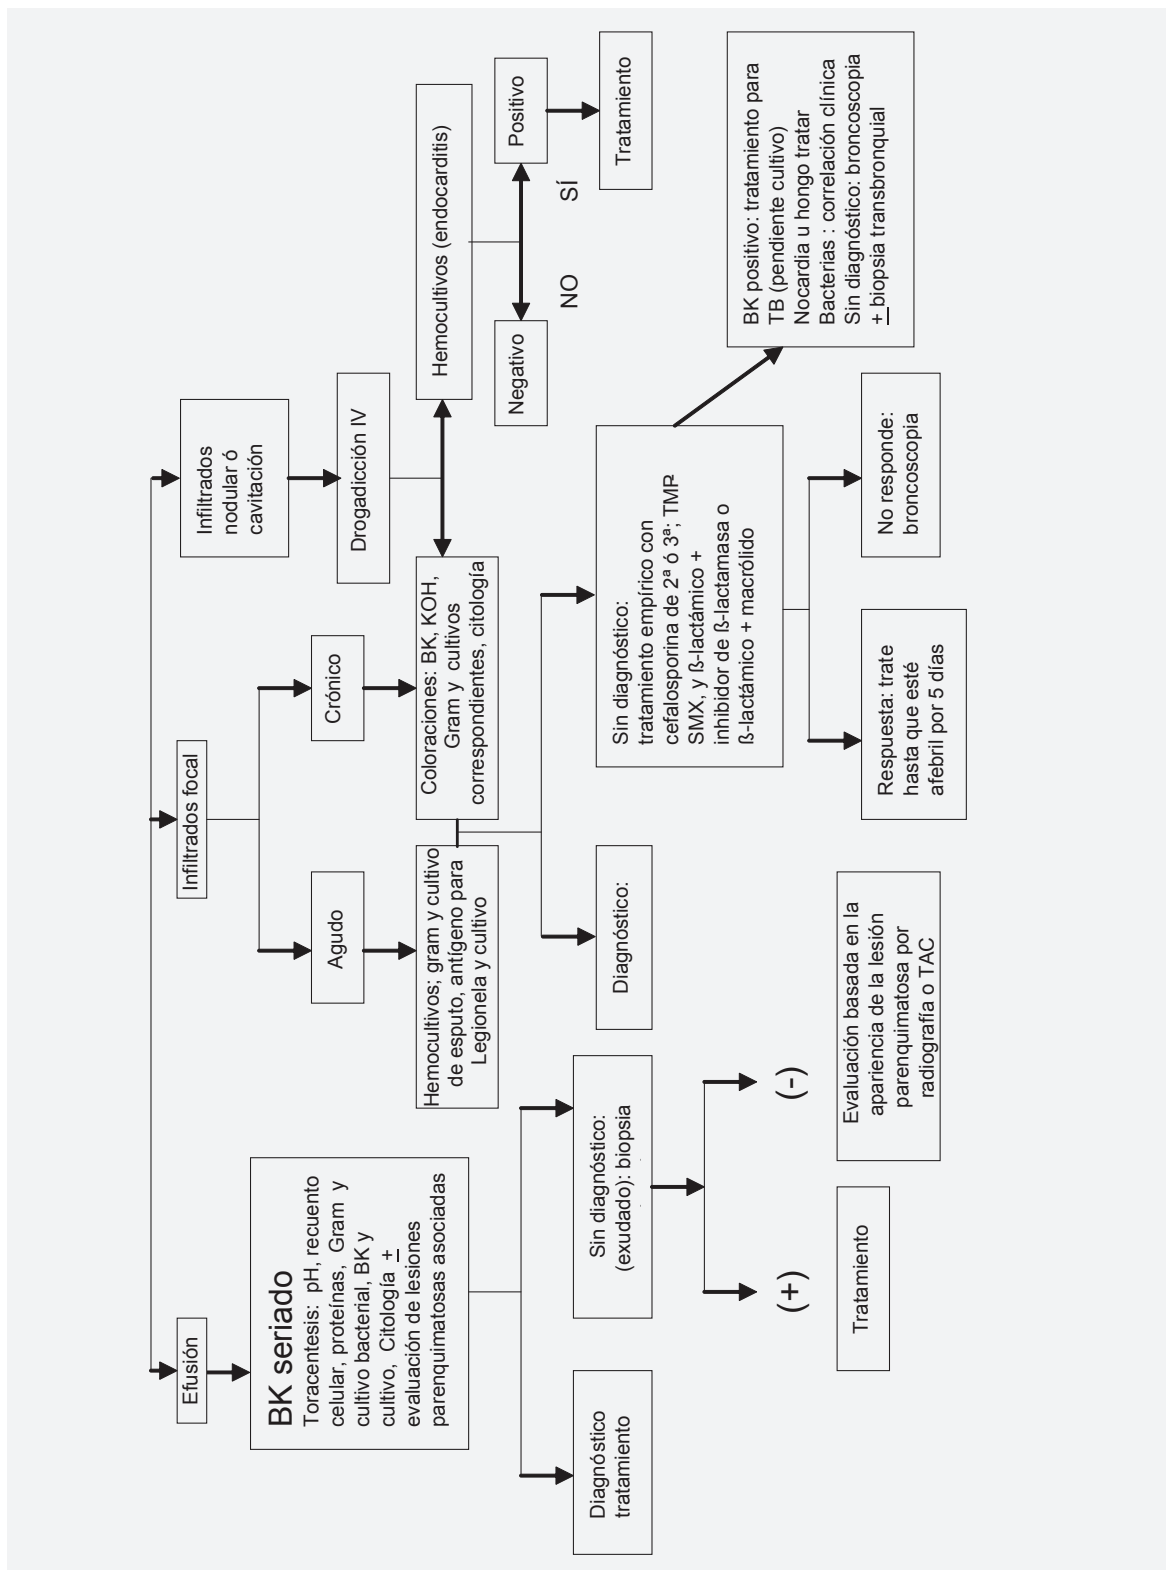 Efusión
Infiltrados focal
Infiltrados
nodular ó
cavitación
BK seriado
Toracentesis: pH, recuento
celular, proteínas, Gram y
cultivo bacterial, BK y
cultivo, Citología +
evaluación de lesiones
parenquimatosas asociadas
Agudo
Crónico
Drogadicción IV
Hemocultivos; gram y cultivo
de esputo, antígeno para
Legionela y cultivo
Coloraciones: BK, KOH,
Gram y cultivos
correspondientes, citología
Hemocultivos (endocarditis)
Negativo
Positivo
NO
SÍ
Tratamiento
Diagnóstico
tratamiento
Sin diagnóstico:
(exudado): biopsia
Diagnóstico:
Sin diagnóstico:
tratamiento empírico con
cefalosporina de 2ª ó 3ª; TMP-
SMX, y ß-lactámico +
inhibidor de ß-lactamasa o
ß-lactámico + macrólido
BK positivo: tratamiento para
TB (pendiente cultivo)
Nocardia u hongo tratar
Bacterias : correlación clínica
Sin diagnóstico: broncoscopia
+ biopsia transbronquial
(+)
(-)
Tratamiento
Evaluación basada en la
apariencia de la lesión
parenquimatosa por
radiografía o TAC
Respuesta: trate
hasta que esté
afebril por 5 días
No responde:
broncoscopia